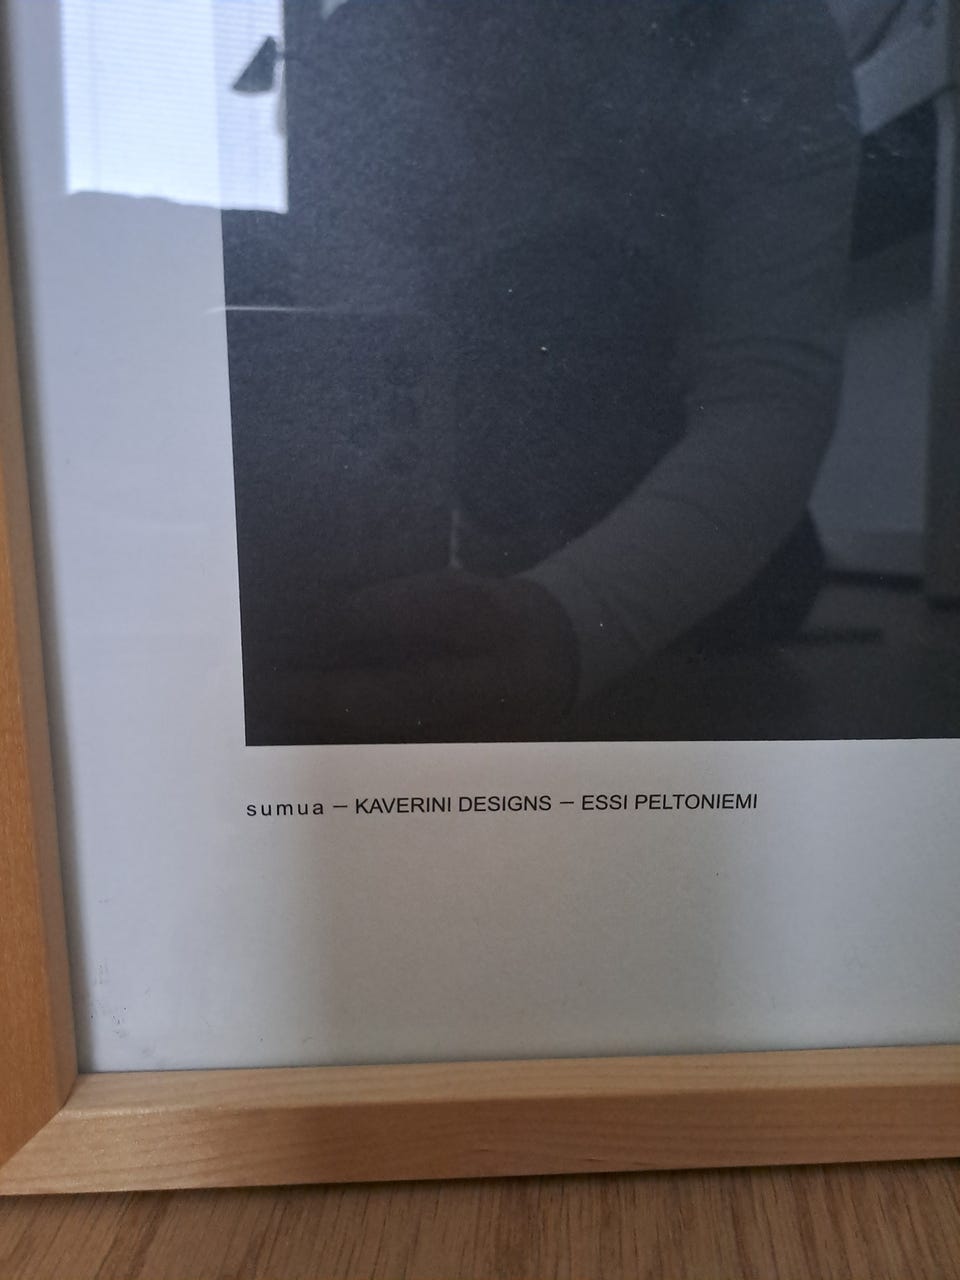 sumua – KAVERINI DESIGNS – ESSI PELTONIEMI